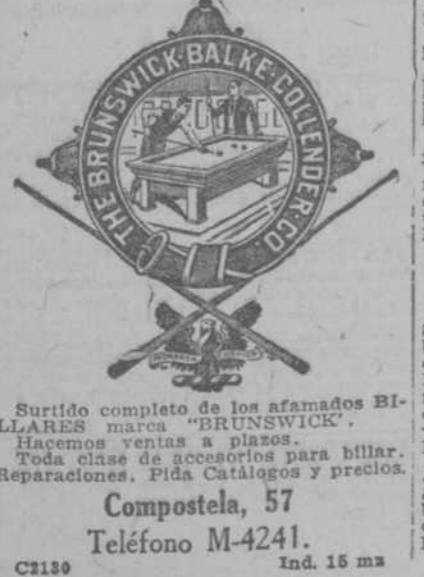 THE BRUNSWICK-BALKE-COLLENDER-CO.
MONARCH
Surtido completo de los afamados BI-
LLARES marca "BRUNSWICK".
Hacemos ventas a plazos.
Toda clase de accesorios para billar.
Reparaciones. Pida Catálogos y precios.
Compostela, 57
Teléfono M-4241.
C2130 Ind. 15 mz